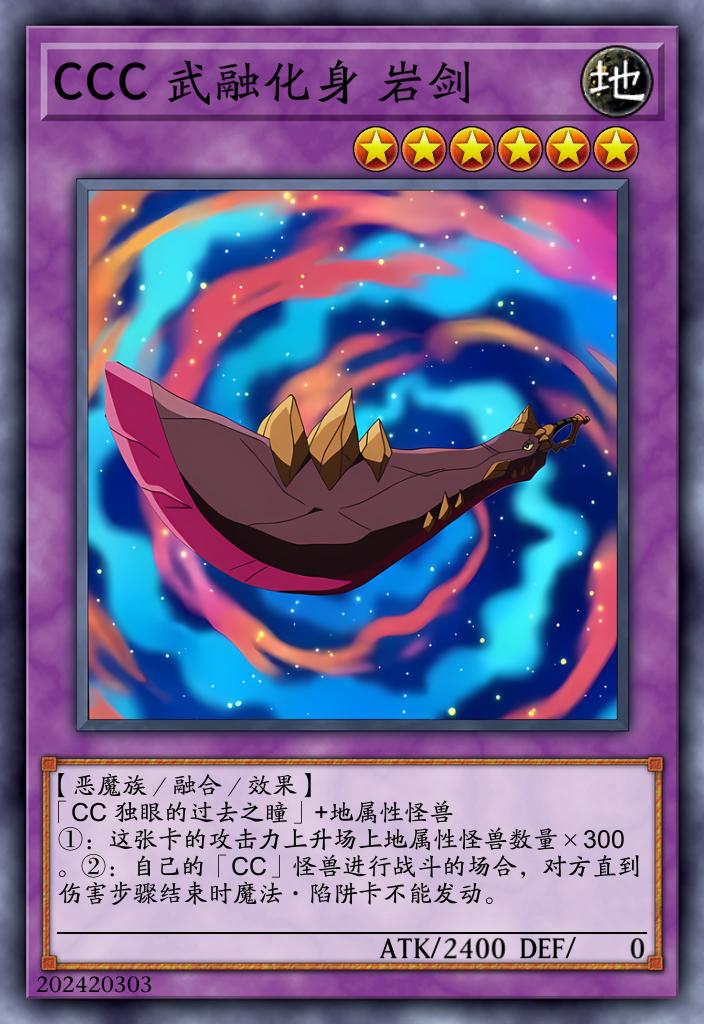 CCC 武融化身 岩剑
地
【恶魔族／融合／效果】
「CC 独眼的过去之瞳」+地属性怪兽
①：这张卡的攻击力上升场上地属性怪兽数量×300
。②：自己的「CC」怪兽进行战斗的场合，对方直到
伤害步骤结束时魔法·陷阱卡不能发动。
ATK/2400 DEF/ 0
202420303